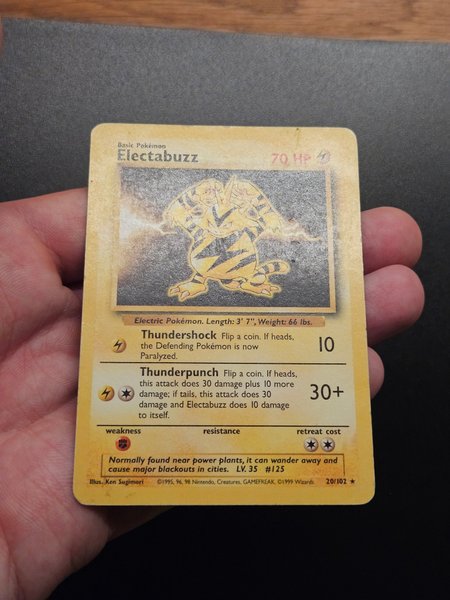 Basic Pokémon
Electabuzz 70 HP
Electric Pokémon. Length: 3' 7", Weight: 66 lbs.
Thundershock Flip a coin. If heads,
the Defending Pokémon is now
Paralyzed.
10
Thunderpunch Flip a coin. If heads,
this attack does 30 damage plus 10 more
damage; if tails, this attack does 30
damage and Electabuzz does 10 damage
to itself.
30+
weakness resistance retreat cost
Normally found near power plants, it can wander away and
cause major blackouts in cities. LV. 35 #125
Illus. Ken Sugimori ©1995, 96, 98 Nintendo, Creatures, GAMEFREAK. ©1999 Wizards. 20/102 ★